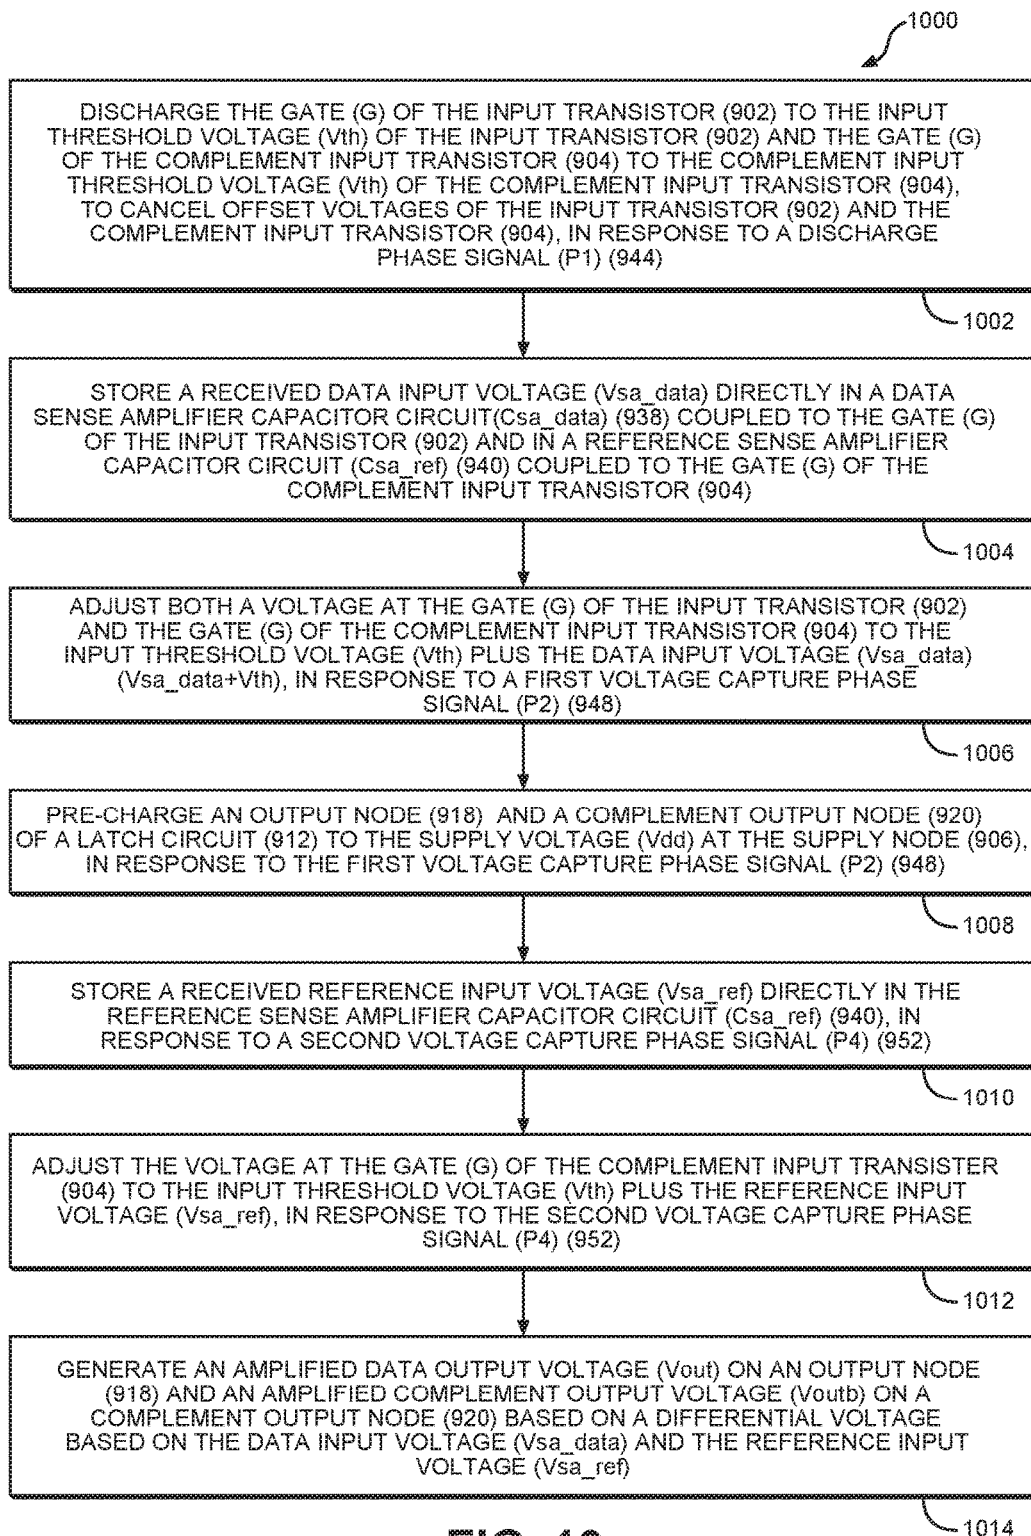 1000
DISCHARGE THE GATE (G) OF THE INPUT TRANSISTOR (902) TO THE INPUT
THRESHOLD VOLTAGE (Vth) OF THE INPUT TRANSISTOR (902) AND THE GATE (G)
OF THE COMPLEMENT INPUT TRANSISTOR (904) TO THE COMPLEMENT INPUT
THRESHOLD VOLTAGE (Vth) OF THE COMPLEMENT INPUT TRANSISTOR (904),
TO CANCEL OFFSET VOLTAGES OF THE INPUT TRANSISTOR (902) AND THE
COMPLEMENT INPUT TRANSISTOR (904), IN RESPONSE TO A DISCHARGE
PHASE SIGNAL (P1) (944)
1002
STORE A RECEIVED DATA INPUT VOLTAGE (Vsa_data) DIRECTLY IN A DATA
SENSE AMPLIFIER CAPACITOR CIRCUIT(Csa_data) (938) COUPLED TO THE GATE (G)
OF THE INPUT TRANSISTOR (902) AND IN A REFERENCE SENSE AMPLIFIER
CAPACITOR CIRCUIT (Csa_ref) (940) COUPLED TO THE GATE (G) OF THE
COMPLEMENT INPUT TRANSISTOR (904)
1004
ADJUST BOTH A VOLTAGE AT THE GATE (G) OF THE INPUT TRANSISTOR (902)
AND THE GATE (G) OF THE COMPLEMENT INPUT TRANSISTOR (904) TO THE
INPUT THRESHOLD VOLTAGE (Vth) PLUS THE DATA INPUT VOLTAGE (Vsa_data)
(Vsa_data+Vth), IN RESPONSE TO A FIRST VOLTAGE CAPTURE PHASE
SIGNAL (P2) (948)
1006
PRE-CHARGE AN OUTPUT NODE (918) AND A COMPLEMENT OUTPUT NODE (920)
OF A LATCH CIRCUIT (912) TO THE SUPPLY VOLTAGE (Vdd) AT THE SUPPLY NODE (906),
IN RESPONSE TO THE FIRST VOLTAGE CAPTURE PHASE SIGNAL (P2) (948)
1008
STORE A RECEIVED REFERENCE INPUT VOLTAGE (Vsa_ref) DIRECTLY IN THE
REFERENCE SENSE AMPLIFIER CAPACITOR CIRCUIT (Csa_ref) (940), IN
RESPONSE TO A SECOND VOLTAGE CAPTURE PHASE SIGNAL (P4) (952)
1010
ADJUST THE VOLTAGE AT THE GATE (G) OF THE COMPLEMENT INPUT TRANSISTER
(904) TO THE INPUT THRESHOLD VOLTAGE (Vth) PLUS THE REFERENCE INPUT
VOLTAGE (Vsa_ref), IN RESPONSE TO THE SECOND VOLTAGE CAPTURE PHASE
SIGNAL (P4) (952)
1012
GENERATE AN AMPLIFIED DATA OUTPUT VOLTAGE (Vout) ON AN OUTPUT NODE
(918) AND AN AMPLIFIED COMPLEMENT OUTPUT VOLTAGE (Voutb) ON A
COMPLEMENT OUTPUT NODE (920) BASED ON A DIFFERENTIAL VOLTAGE
BASED ON THE DATA INPUT VOLTAGE (Vsa_data) AND THE REFERENCE INPUT
VOLTAGE (Vsa_ref)
1014